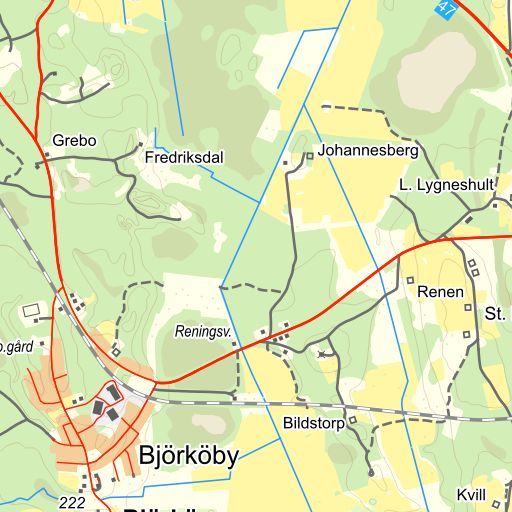 47
Grebo
Fredriksdal
Johannesberg
L. Lygneshult
Renen
St.
Reningsv.
p.gård
Bildstorp
Björköby
Kvill
222